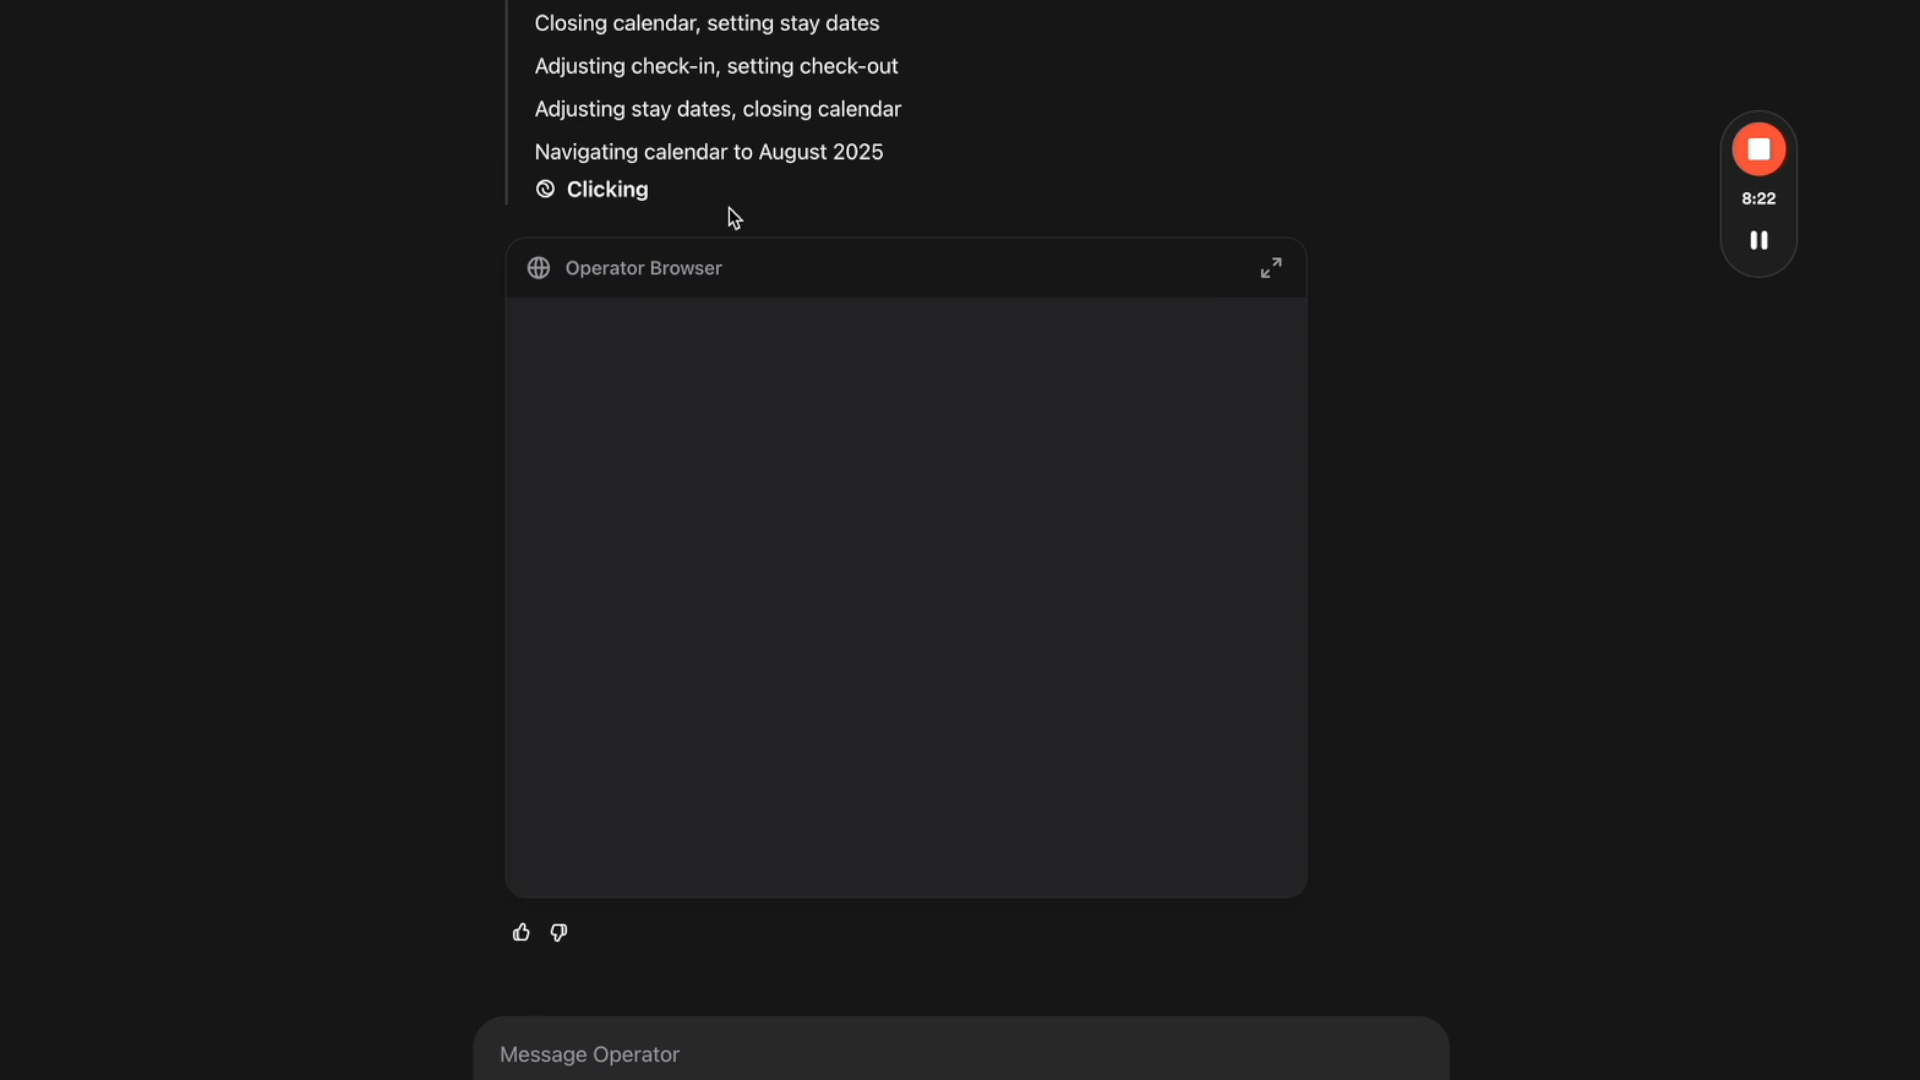 Closing calendar, setting stay dates
Adjusting check-in, setting check-out
Adjusting stay dates, closing calendar
Navigating calendar to August 2025
Clicking
Operator Browser
8:22
Message Operator